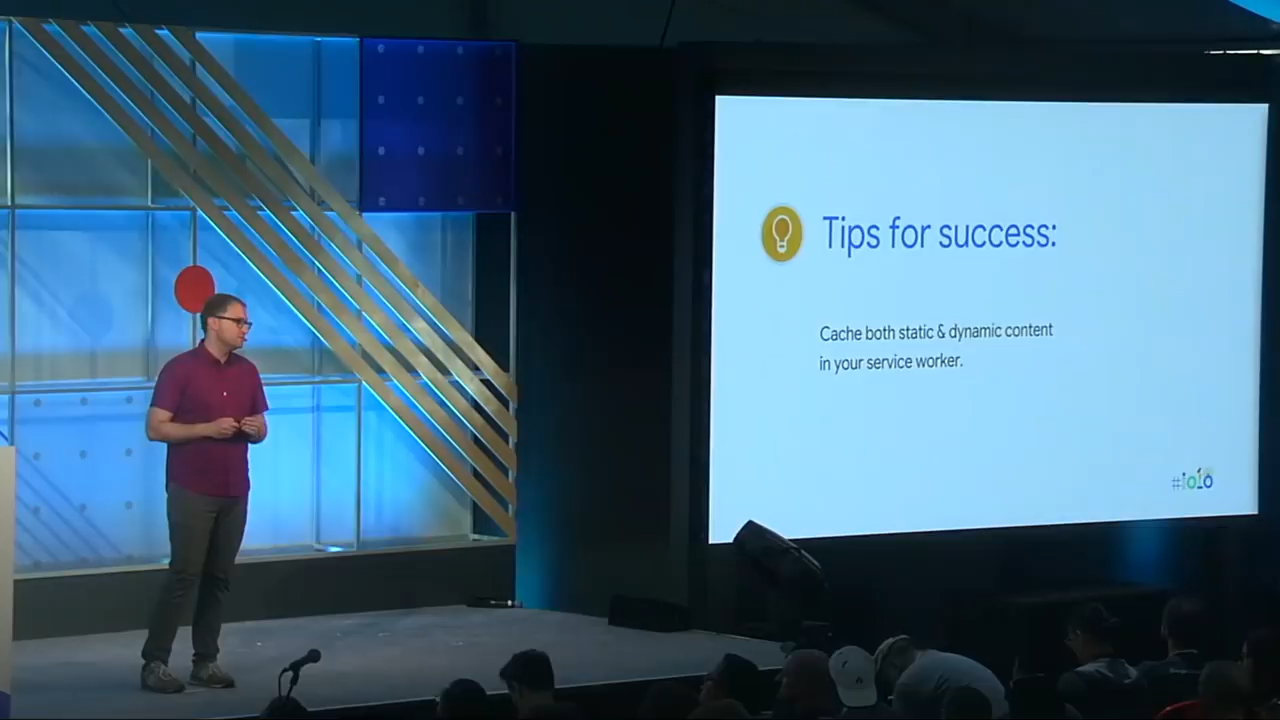 Tips for success:
Cache both static & dynamic content
in your service worker.
#io18